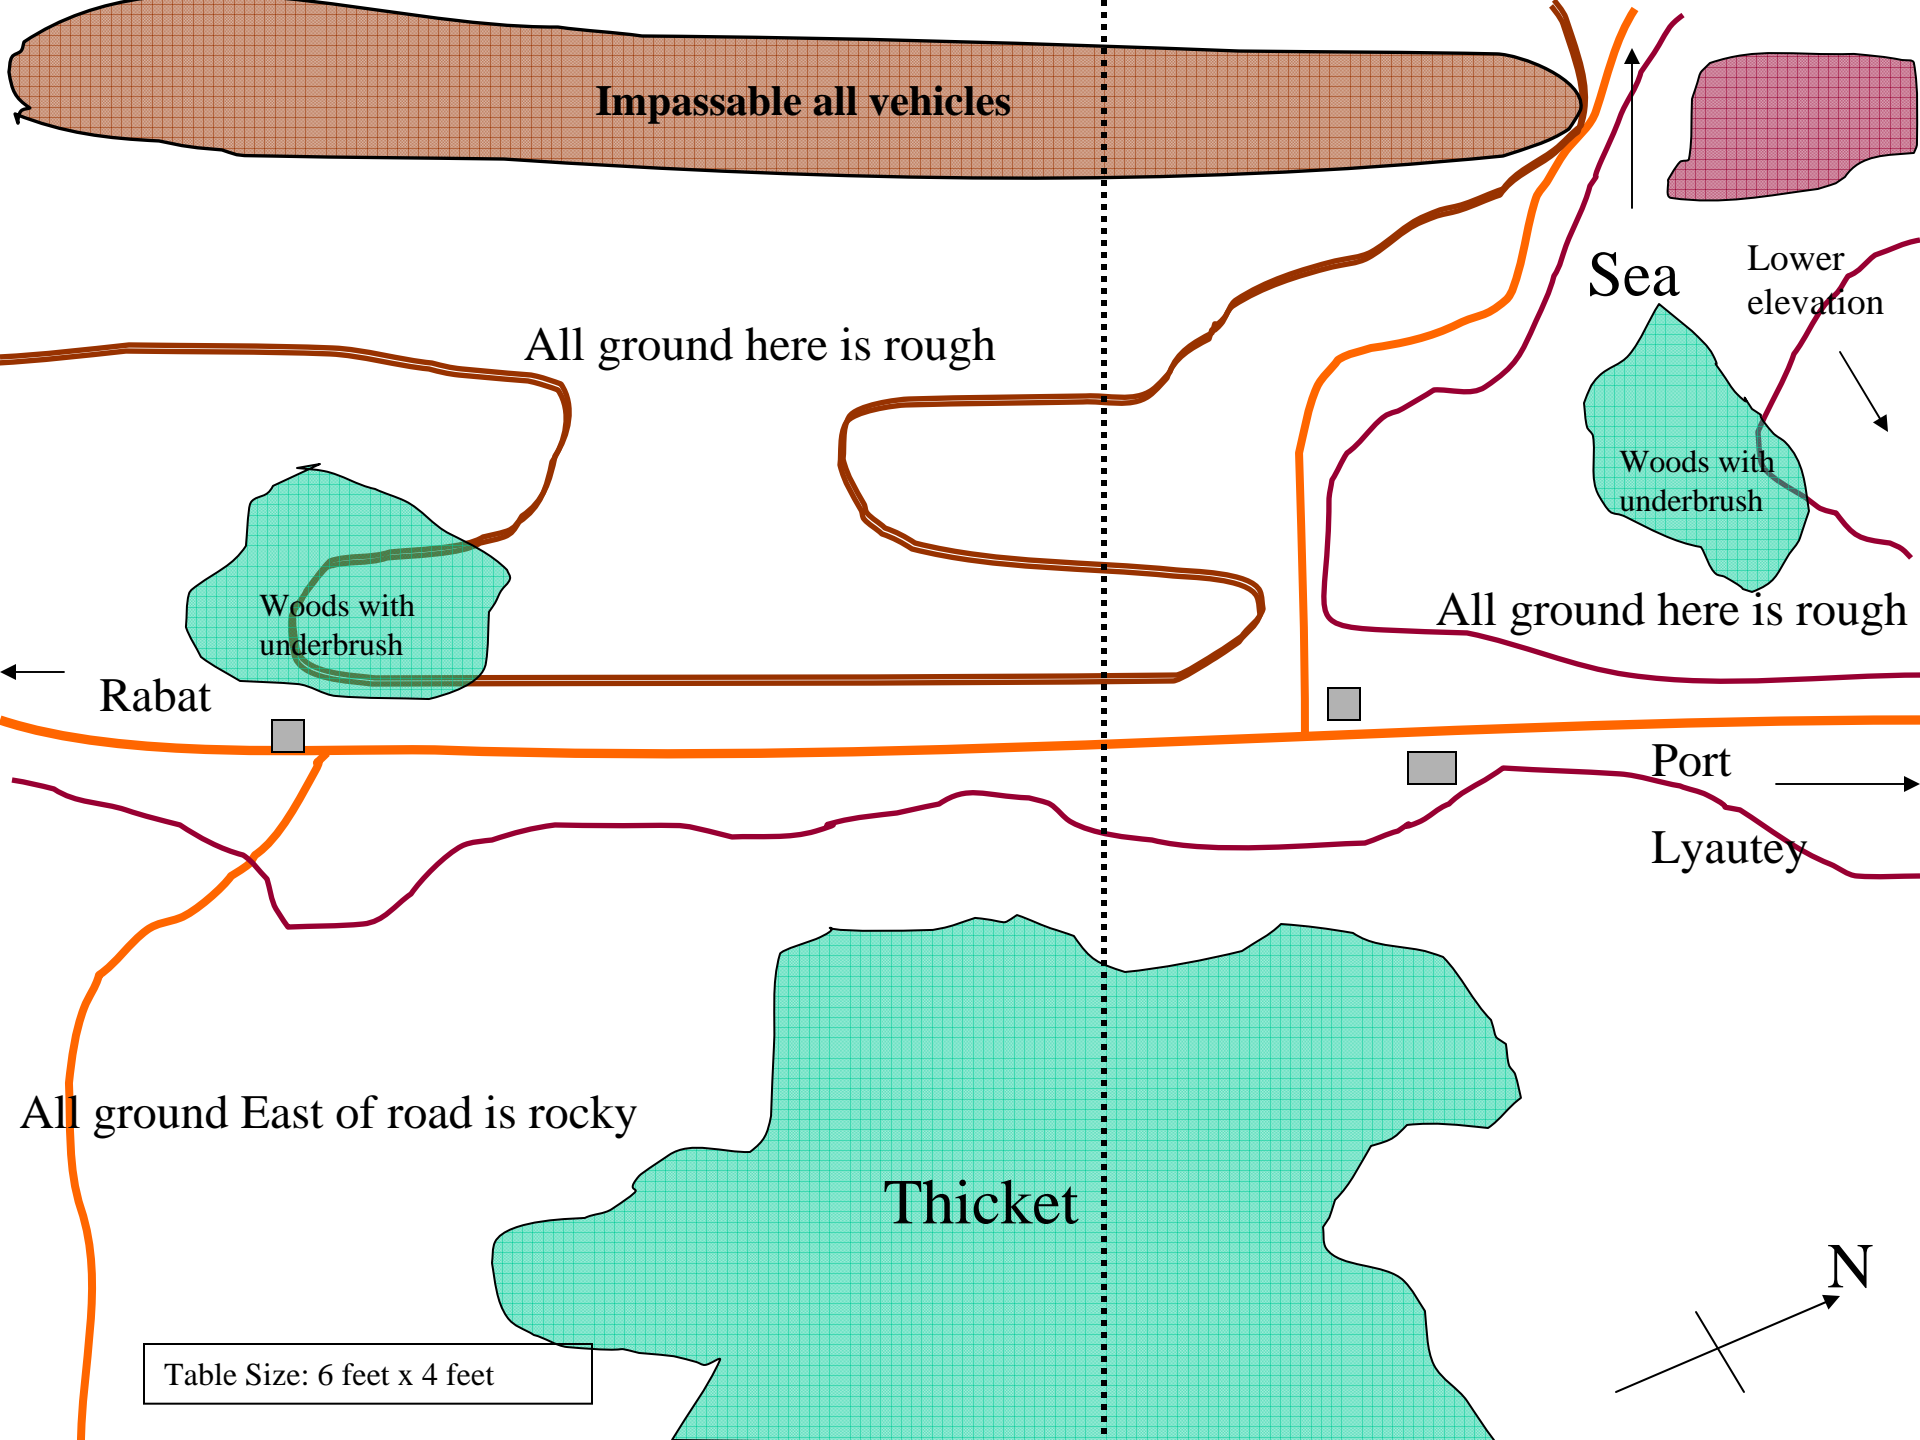 Impassable all vehicles
Sea
Lower
elevation
All ground here is rough
Woods with
underbrush
Woods with
underbrush
All ground here is rough
Rabat
Port
Lyautey
All ground East of road is rocky
Thicket
N
Table Size: 6 feet x 4 feet